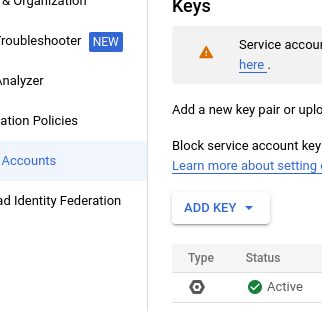 & Organization
Troubleshooter NEW
Analyzer
ation Policies
Accounts
ad Identity Federation
Keys
Service accour
here .
Add a new key pair or uplo
Block service account key
Learn more about setting
ADD KEY
Type Status
Active